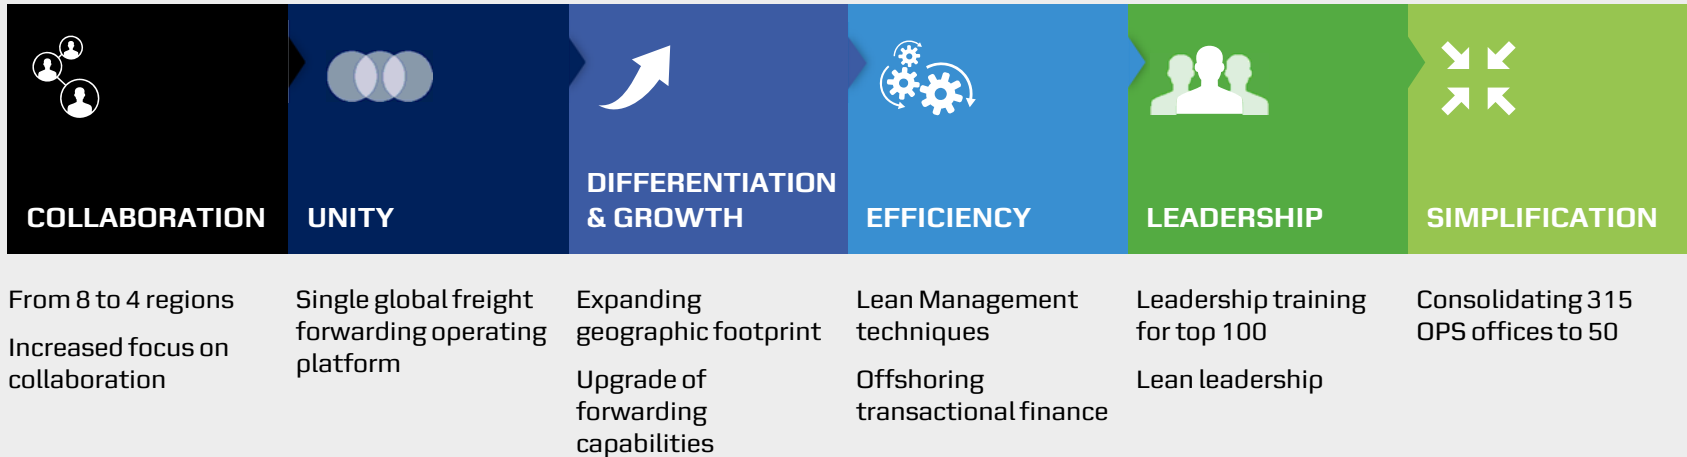 COLLABORATION
From 8 to 4 regions
Increased focus on
collaboration
UNITY
Single global freight
forwarding operating
platform
DIFFERENTIATION
& GROWTH
Expanding
geographic footprint
Upgrade of
forwarding
capabilities
EFFICIENCY
Lean Management
techniques
Offshoring
transactional finance
LEADERSHIP
Leadership training
for top 100
Lean leadership
SIMPLIFICATION
Consolidating 315
OPS offices to 50